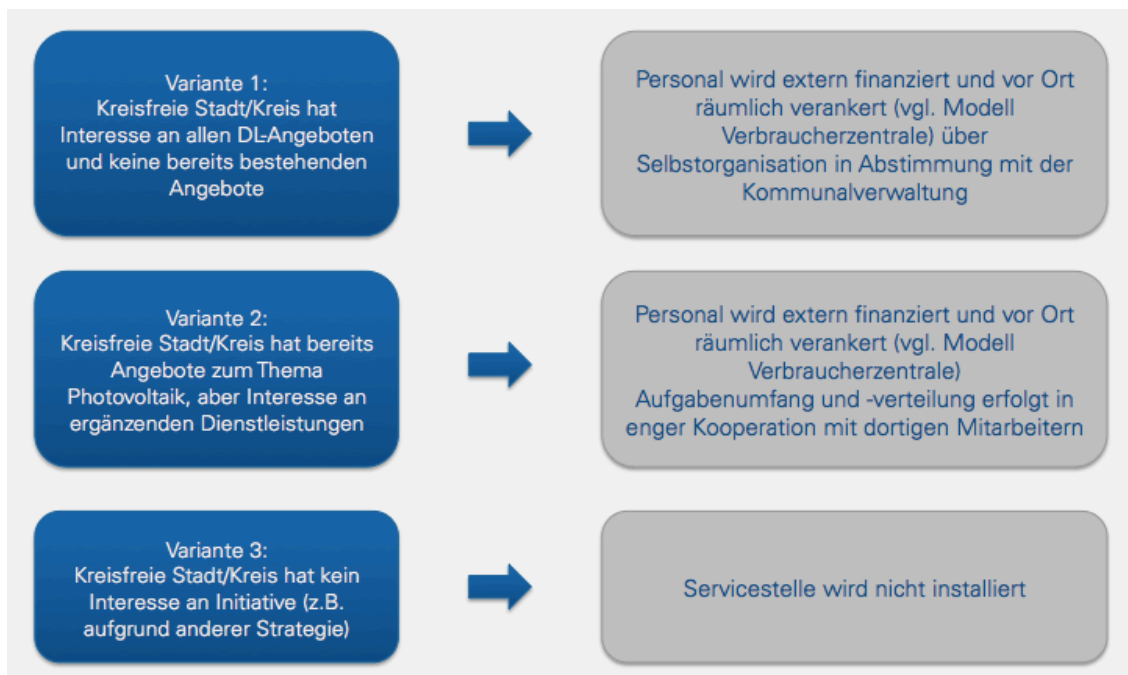 Variante 1:
Kreisfreie Stadt/Kreis hat
Interesse an allen DL-Angeboten
und keine bereits bestehenden
Angebote
Personal wird extern finanziert und vor Ort
räumlich verankert (vgl. Modell
Verbraucherzentrale) über
Selbstorganisation in Abstimmung mit der
Kommunalverwaltung
Variante 2:
Kreisfreie Stadt/Kreis hat bereits
Angebote zum Thema
Photovoltaik, aber Interesse an
ergänzenden Dienstleistungen
Personal wird extern finanziert und vor Ort
räumlich verankert (vgl. Modell
Verbraucherzentrale)
Aufgabenumfang und -verteilung erfolgt in
enger Kooperation mit dortigen Mitarbeitern
Variante 3:
Kreisfreie Stadt/Kreis hat kein
Interesse an Initiative (z.B.
aufgrund anderer Strategie)
Servicestelle wird nicht installiert